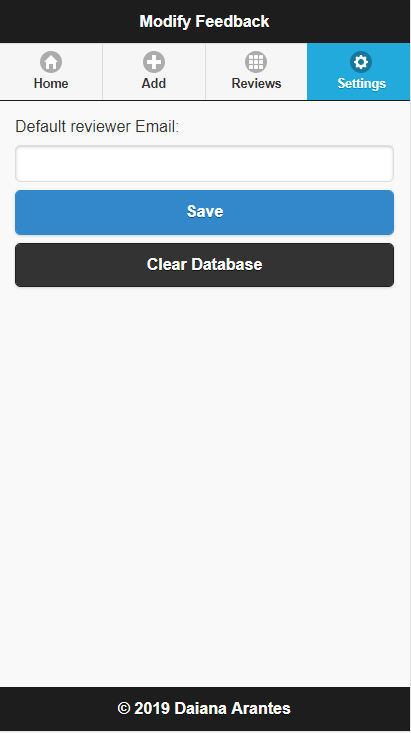 Modify Feedback
Home Add Reviews Settings
Default reviewer Email:
Save
Clear Database
© 2019 Daiana Arantes